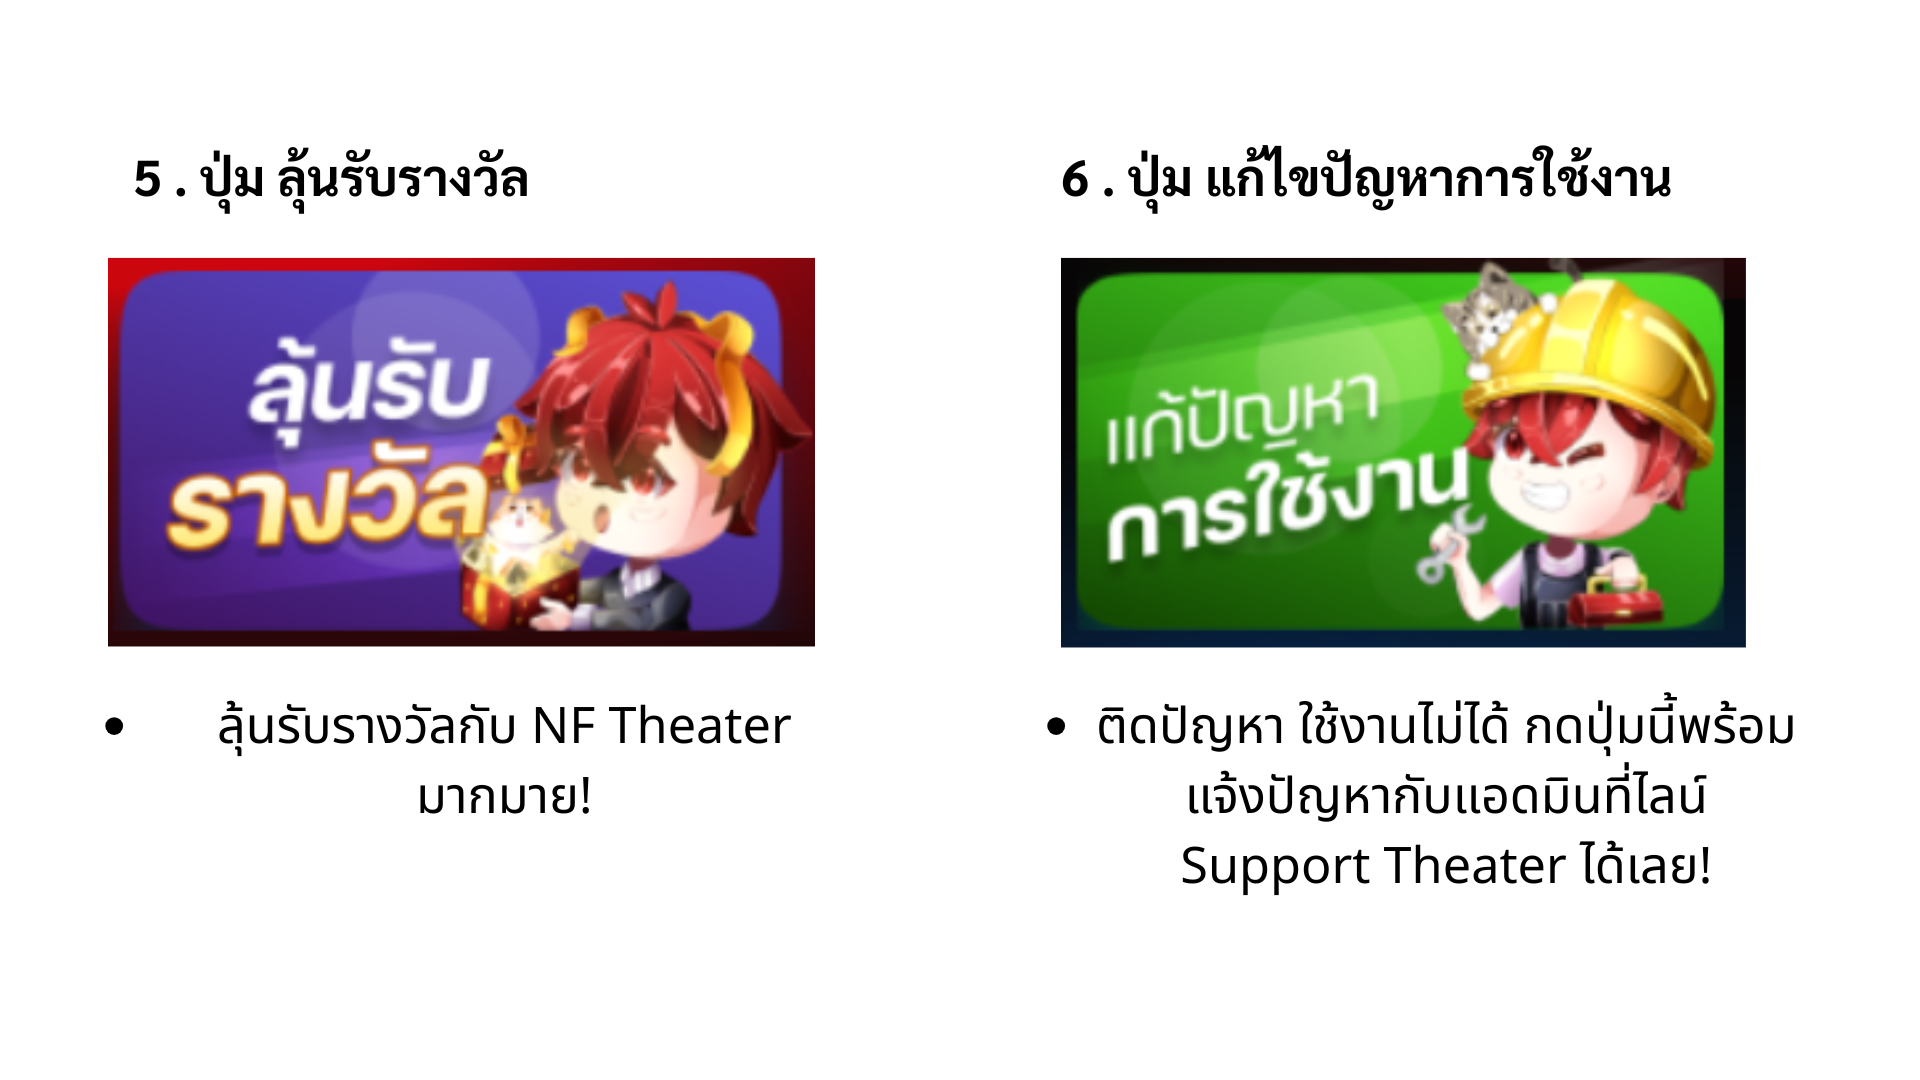 5 . ปุ่ม ลุ้นรับรางวัล
ลุ้นรับ
รางวัล
• ลุ้นรับรางวัลกับ NF Theater
มากมาย!
6 . ปุ่ม แก้ไขปัญหาการใช้งาน
แก้ปัญหา
การใช้งาน
• ติดปัญหา ใช้งานไม่ได้ กดปุ่มนี้พร้อม
แจ้งปัญหากับแอดมินที่ไลน์
Support Theater ได้เลย!